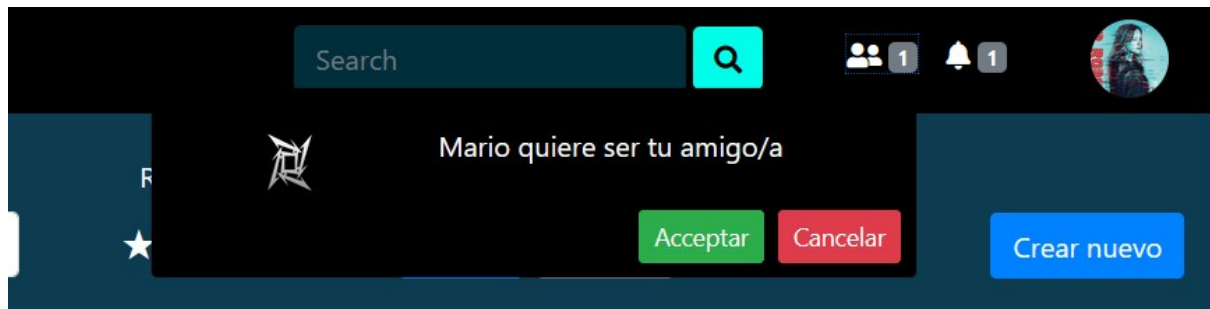 Search
1
1
Mario quiere ser tu amigo/a
R
Acceptar
Cancelar
Crear nuevo